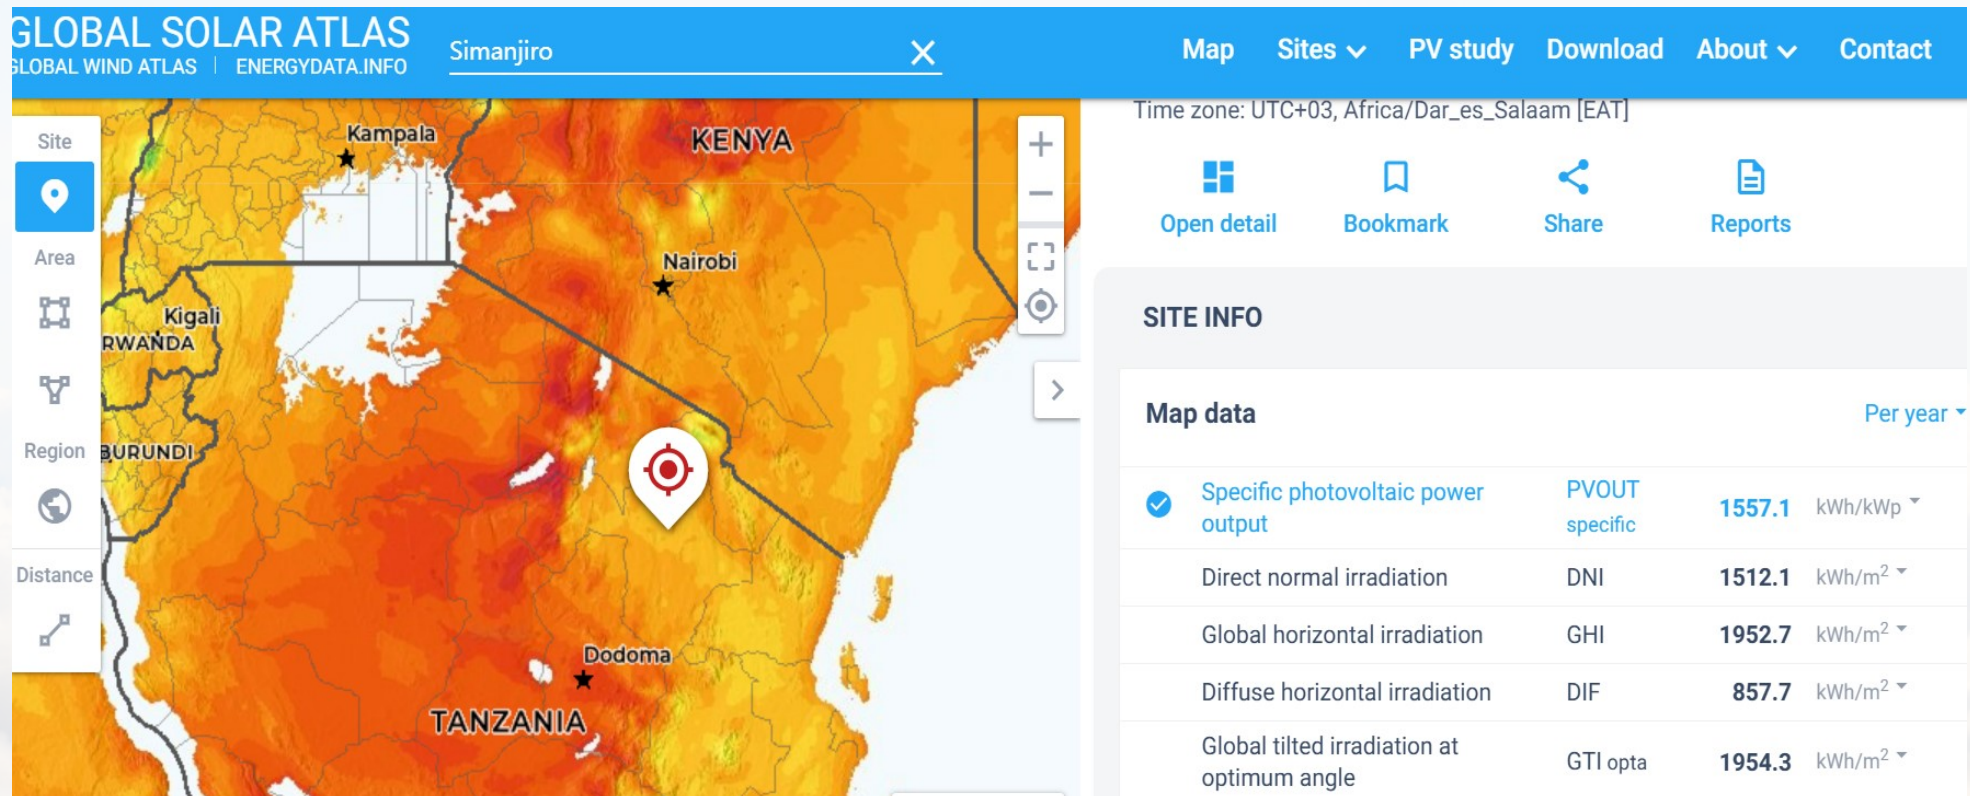 GLOBAL SOLAR ATLAS
GLOBAL WIND ATLAS | ENERGYDATA.INFO
Simanjiro
Map Sites PV study Download About Contact
Site
Area
Region
Distance
Kampala
KENYA
Nairobi
Kigali
RWANDA
BURUNDI
Dodoma
TANZANIA
Time zone: UTC+03, Africa/Dar_es_Salaam [EAT]
Open detail Bookmark Share Reports
SITE INFO
Map data Per year
Specific photovoltaic power
output
PVOUT
specific
1557.1 kWh/kWp
Direct normal irradiation DNI 1512.1 kWh/m²
Global horizontal irradiation GHI 1952.7 kWh/m²
Diffuse horizontal irradiation DIF 857.7 kWh/m²
Global tilted irradiation at
optimum angle
GTI opta 1954.3 kWh/m²